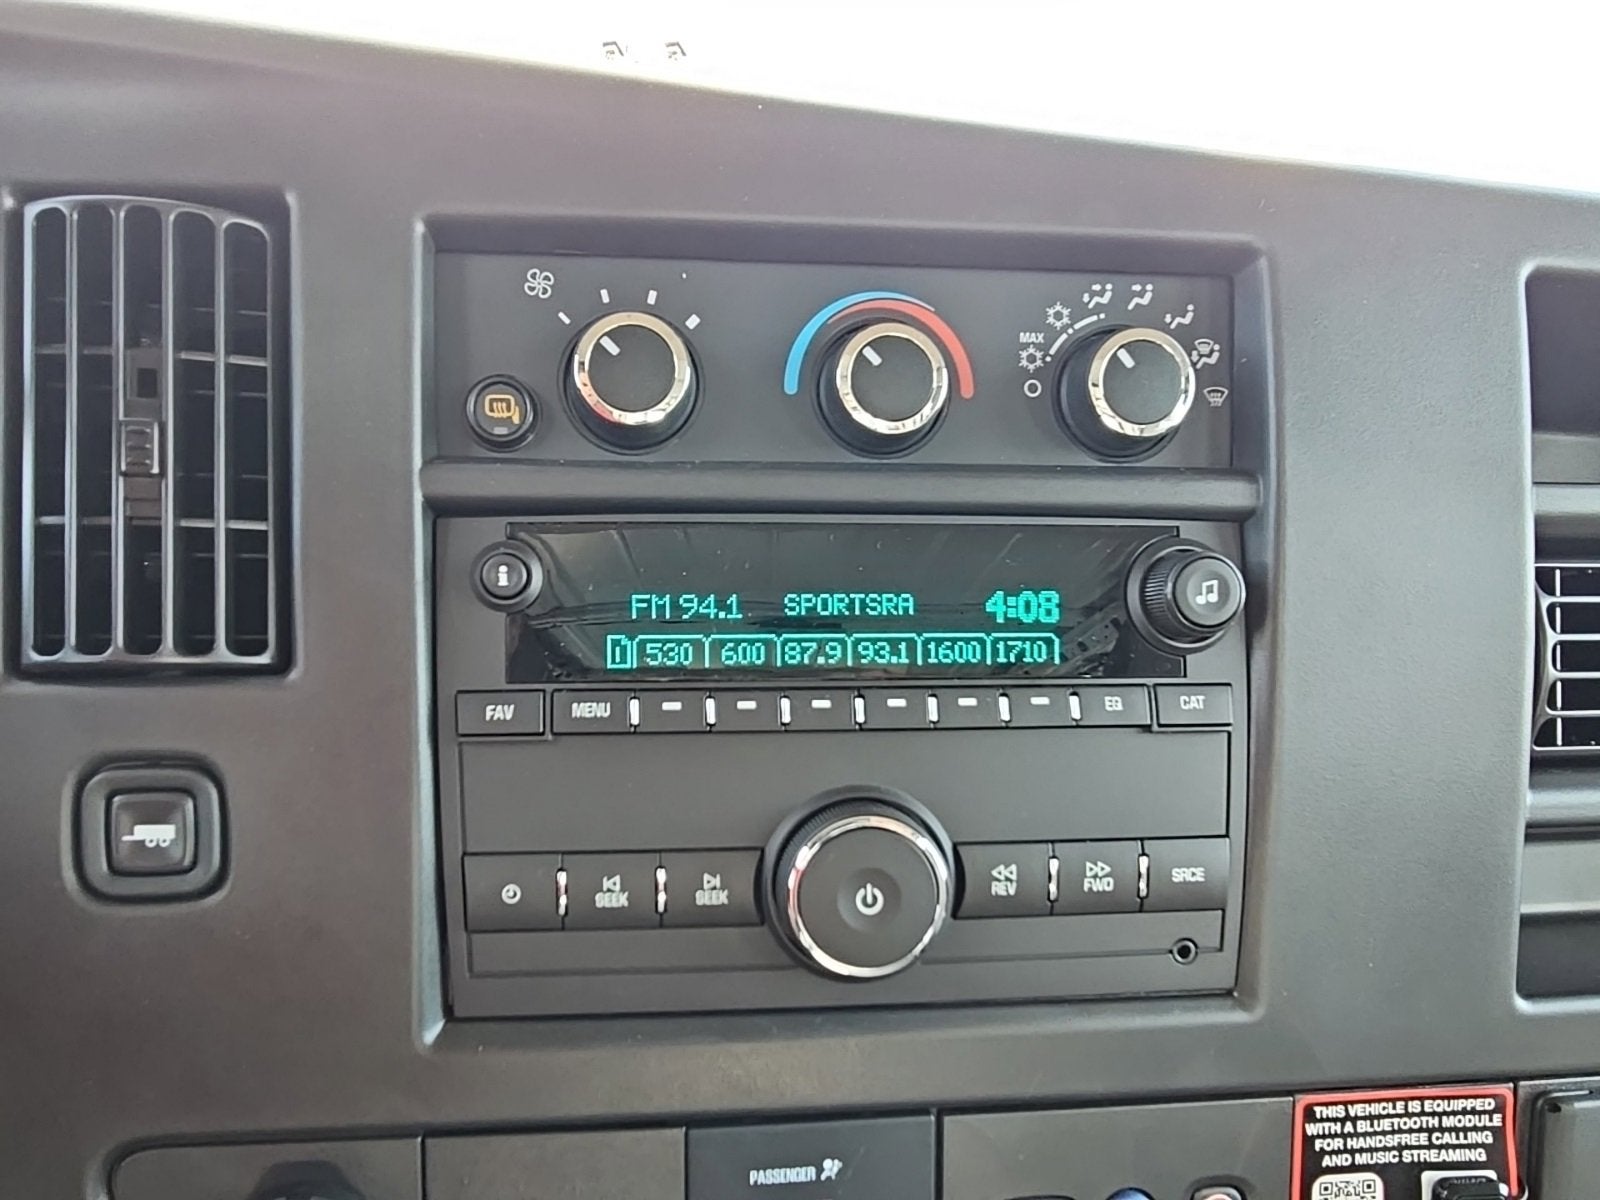 MAX
i
FM 94.1 SPORTSRA 4:08
1 530 600 87.9 93.1 1600 1710
FAV MENU EQ CAT
SEEK SEEK REV FWD SRCE
THIS VEHICLE IS EQUIPPED
WITH A BLUETOOTH MODULE
FOR HANDSFREE CALLING
AND MUSIC STREAMING
PASSENGER